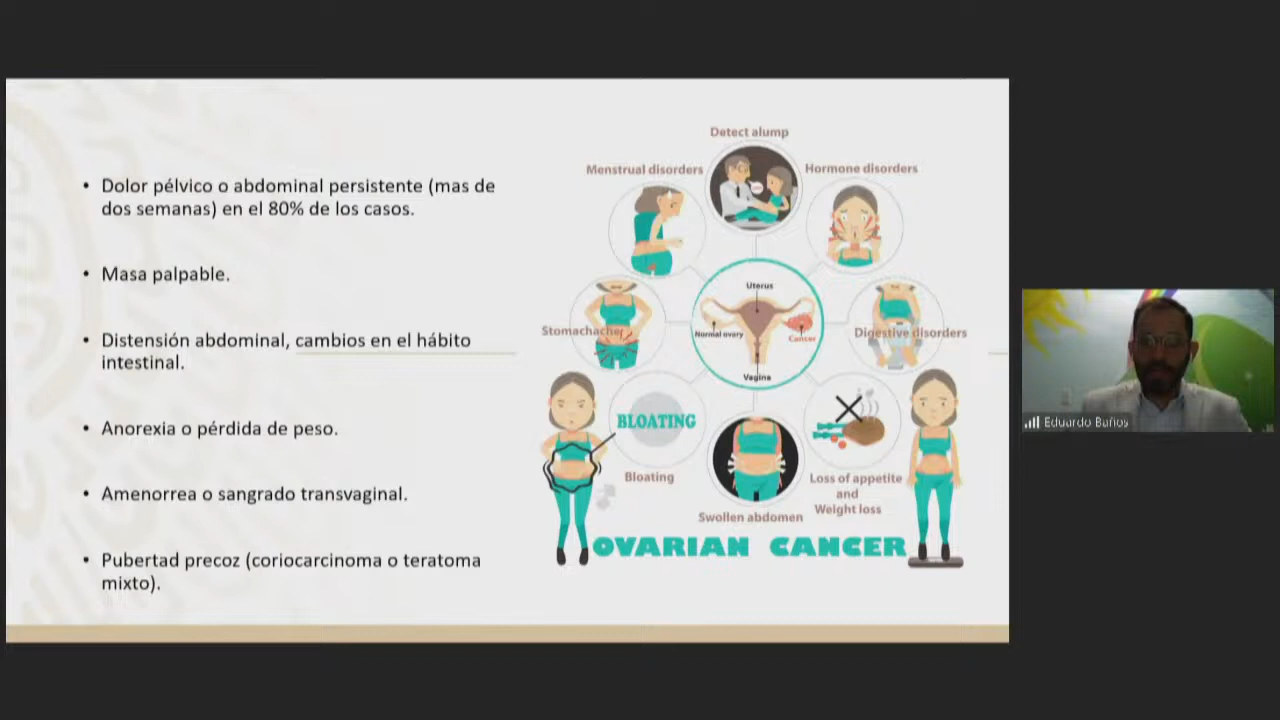 • Dolor pélvico o abdominal persistente (mas de
dos semanas) en el 80% de los casos.
• Masa palpable.
• Distensión abdominal, cambios en el hábito
intestinal.
• Anorexia o pérdida de peso.
• Amenorrea o sangrado transvaginal.
• Pubertad precoz (coriocarcinoma o teratoma
mixto).
Detect alump
Menstrual disorders
Hormone disorders
Stomachache
Uterus
Normal ovary
Cancer
Vagina
Digestive disorders
BLOATING
Bloating
Swollen abdomen
Loss of appetite
and
Weight loss
OVARIAN CANCER
Eduardo Baños